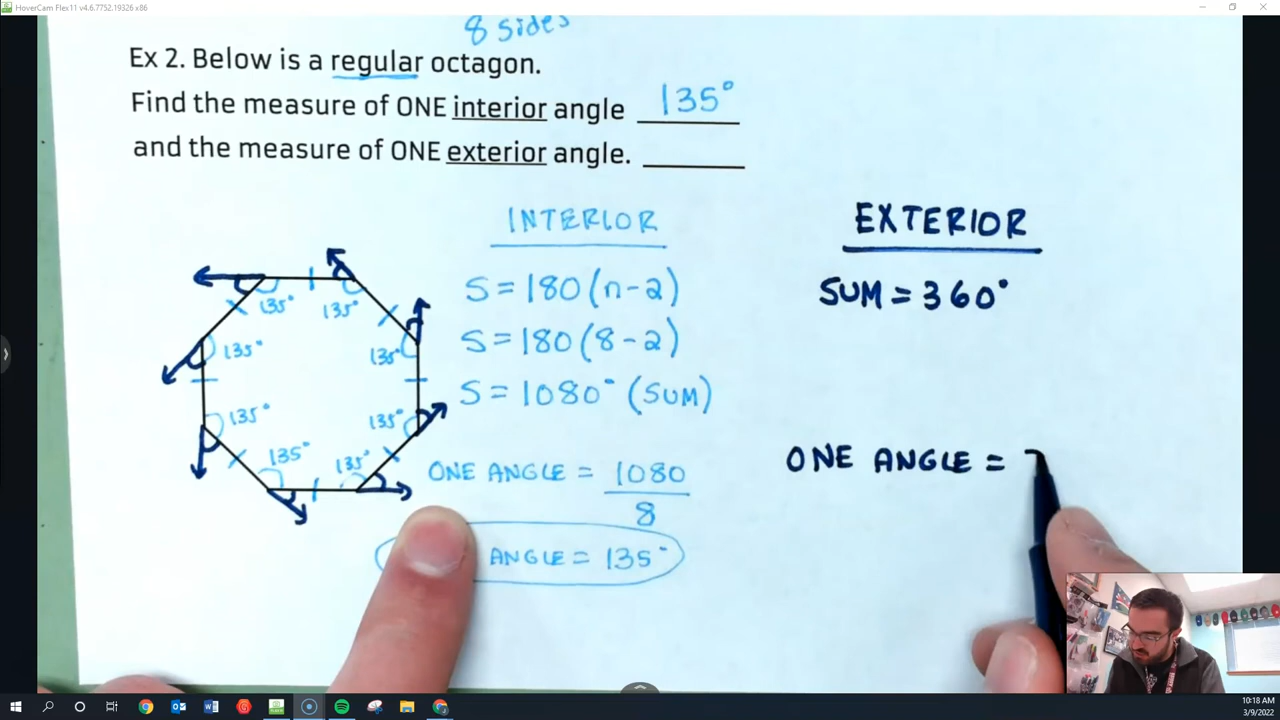 HoverCam Flex11 v4.6.7752.19326 x86
8 sides
Ex 2. Below is a regular octagon.
Find the measure of ONE interior angle 135°
and the measure of ONE exterior angle.
INTERIOR
S = 180(n-2)
S = 180(8-2)
S = 1080° (SUM)
ONE ANGLE = 1080
8
ANGLE = 135°
EXTERIOR
SUM = 360°
ONE ANGLE =
135° 135°
135° 135°
135° 135°
135° 135°
10:18 AM
3/9/2022